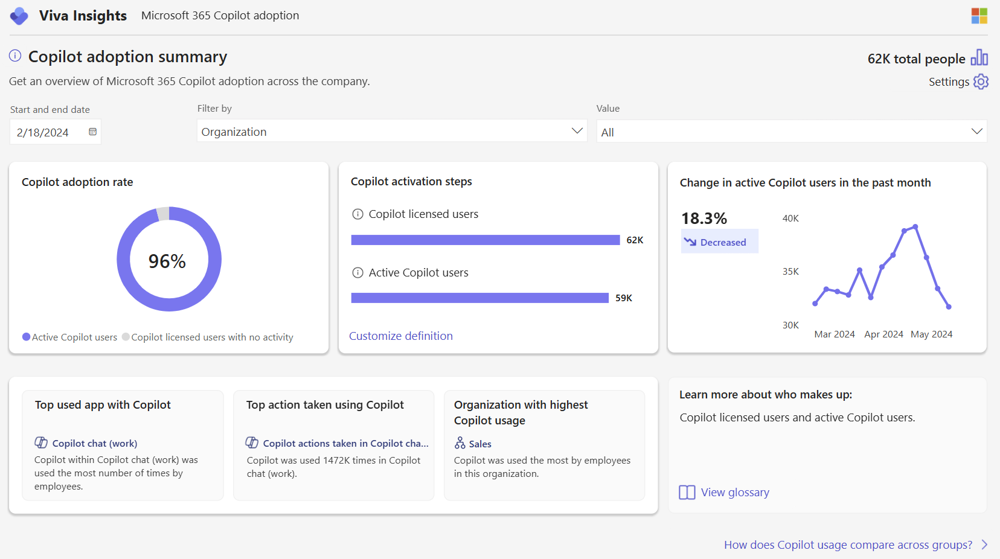 Viva Insights Microsoft 365 Copilot adoption
Copilot adoption summary
62K total people
Get an overview of Microsoft 365 Copilot adoption across the company.
Settings
Start and end date
Filter by
Value
2/18/2024
Organization
All
Copilot adoption rate
96%
Active Copilot users Copilot licensed users with no activity
Copilot activation steps
Copilot licensed users
62K
Active Copilot users
59K
Customize definition
Change in active Copilot users in the past month
18.3%
Decreased
40K
35K
30K
Mar 2024 Apr 2024 May 2024
Top used app with Copilot
Copilot chat (work)
Copilot within Copilot chat (work) was
used the most number of times by
employees.
Top action taken using Copilot
Copilot actions taken in Copilot cha...
Copilot was used 1472K times in Copilot
chat (work).
Organization with highest
Copilot usage
Sales
Copilot was used the most by employees
in this organization.
Learn more about who makes up:
Copilot licensed users and active Copilot users.
View glossary
How does Copilot usage compare across groups?